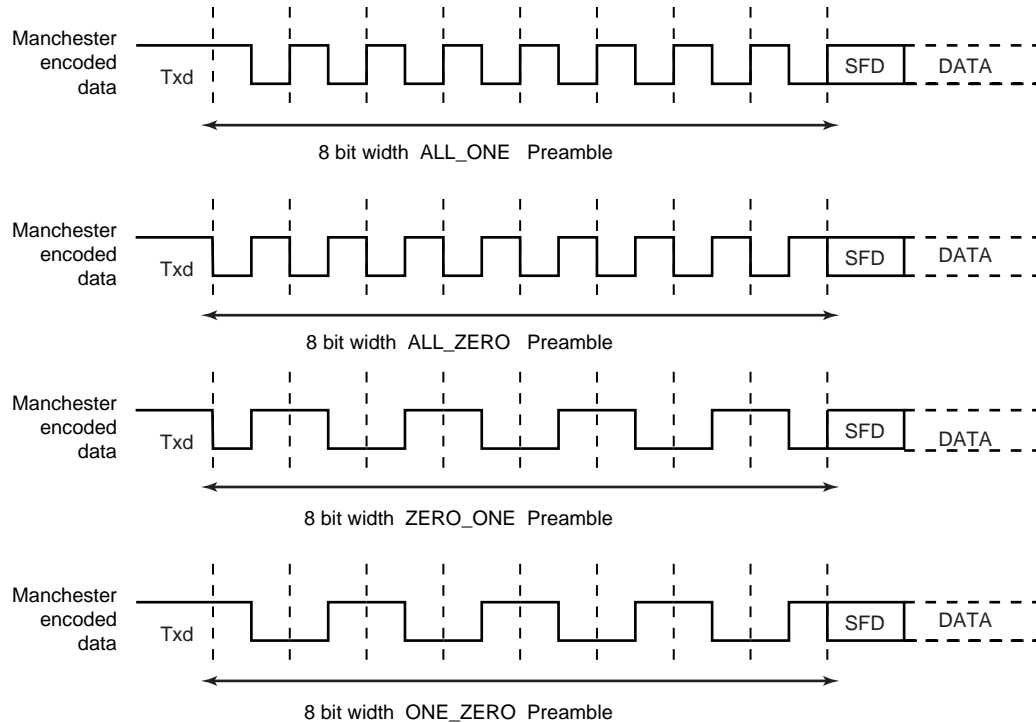 Manchester
encoded
data
Txd
SFD
DATA
8 bit width ALL_ONE Preamble
Manchester
encoded
data
Txd
SFD
DATA
8 bit width ALL_ZERO Preamble
Manchester
encoded
data
Txd
SFD
DATA
8 bit width ZERO_ONE Preamble
Manchester
encoded
data
Txd
SFD
DATA
8 bit width ONE_ZERO Preamble